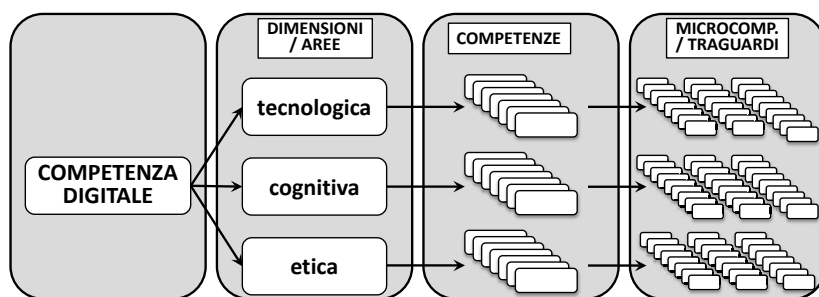 DIMENSIONI
/ AREE
COMPETENZE
MICROCOMP.
/ TRAGUARDI
COMPETENZA
DIGITALE
tecnologica
cognitiva
etica